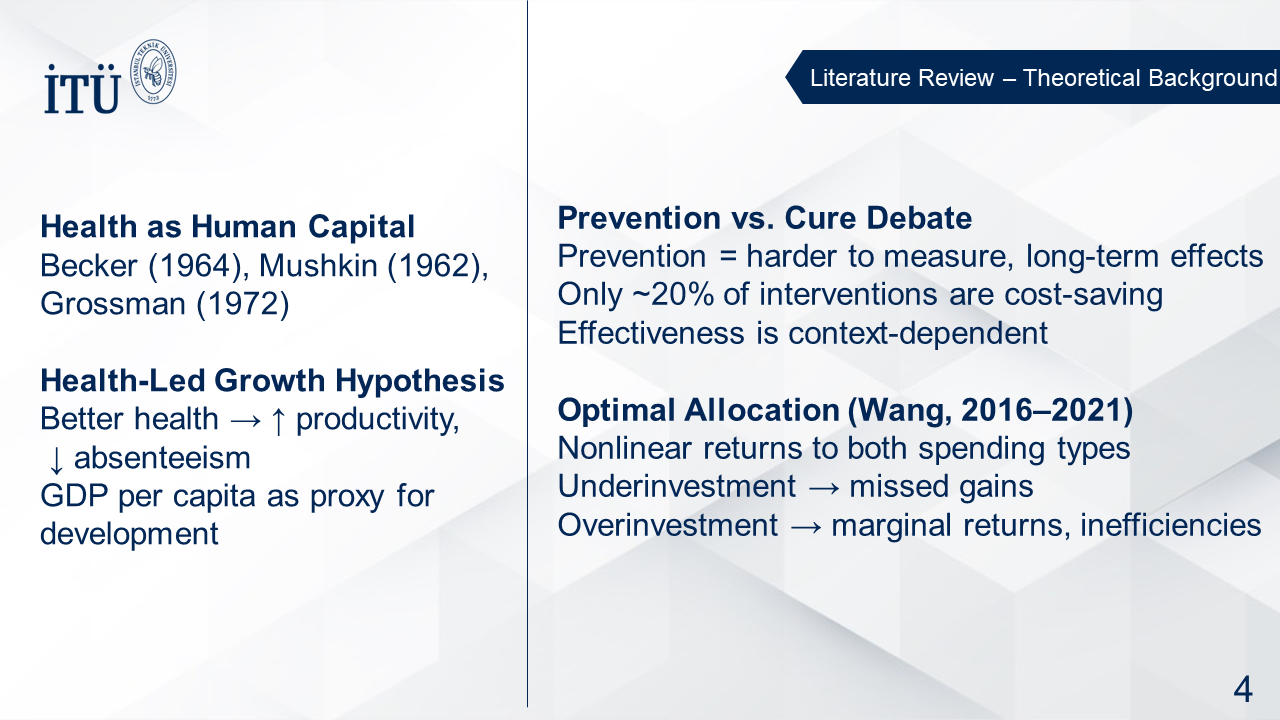 İTÜ
İSTANBUL TEKNİK ÜNİVERSİTESİ
1773
Literature Review – Theoretical Background
Health as Human Capital
Becker (1964), Mushkin (1962),
Grossman (1972)
Health-Led Growth Hypothesis
Better health → ↑ productivity,
↓ absenteeism
GDP per capita as proxy for
development
Prevention vs. Cure Debate
Prevention = harder to measure, long-term effects
Only ~20% of interventions are cost-saving
Effectiveness is context-dependent
Optimal Allocation (Wang, 2016–2021)
Nonlinear returns to both spending types
Underinvestment → missed gains
Overinvestment → marginal returns, inefficiencies
4